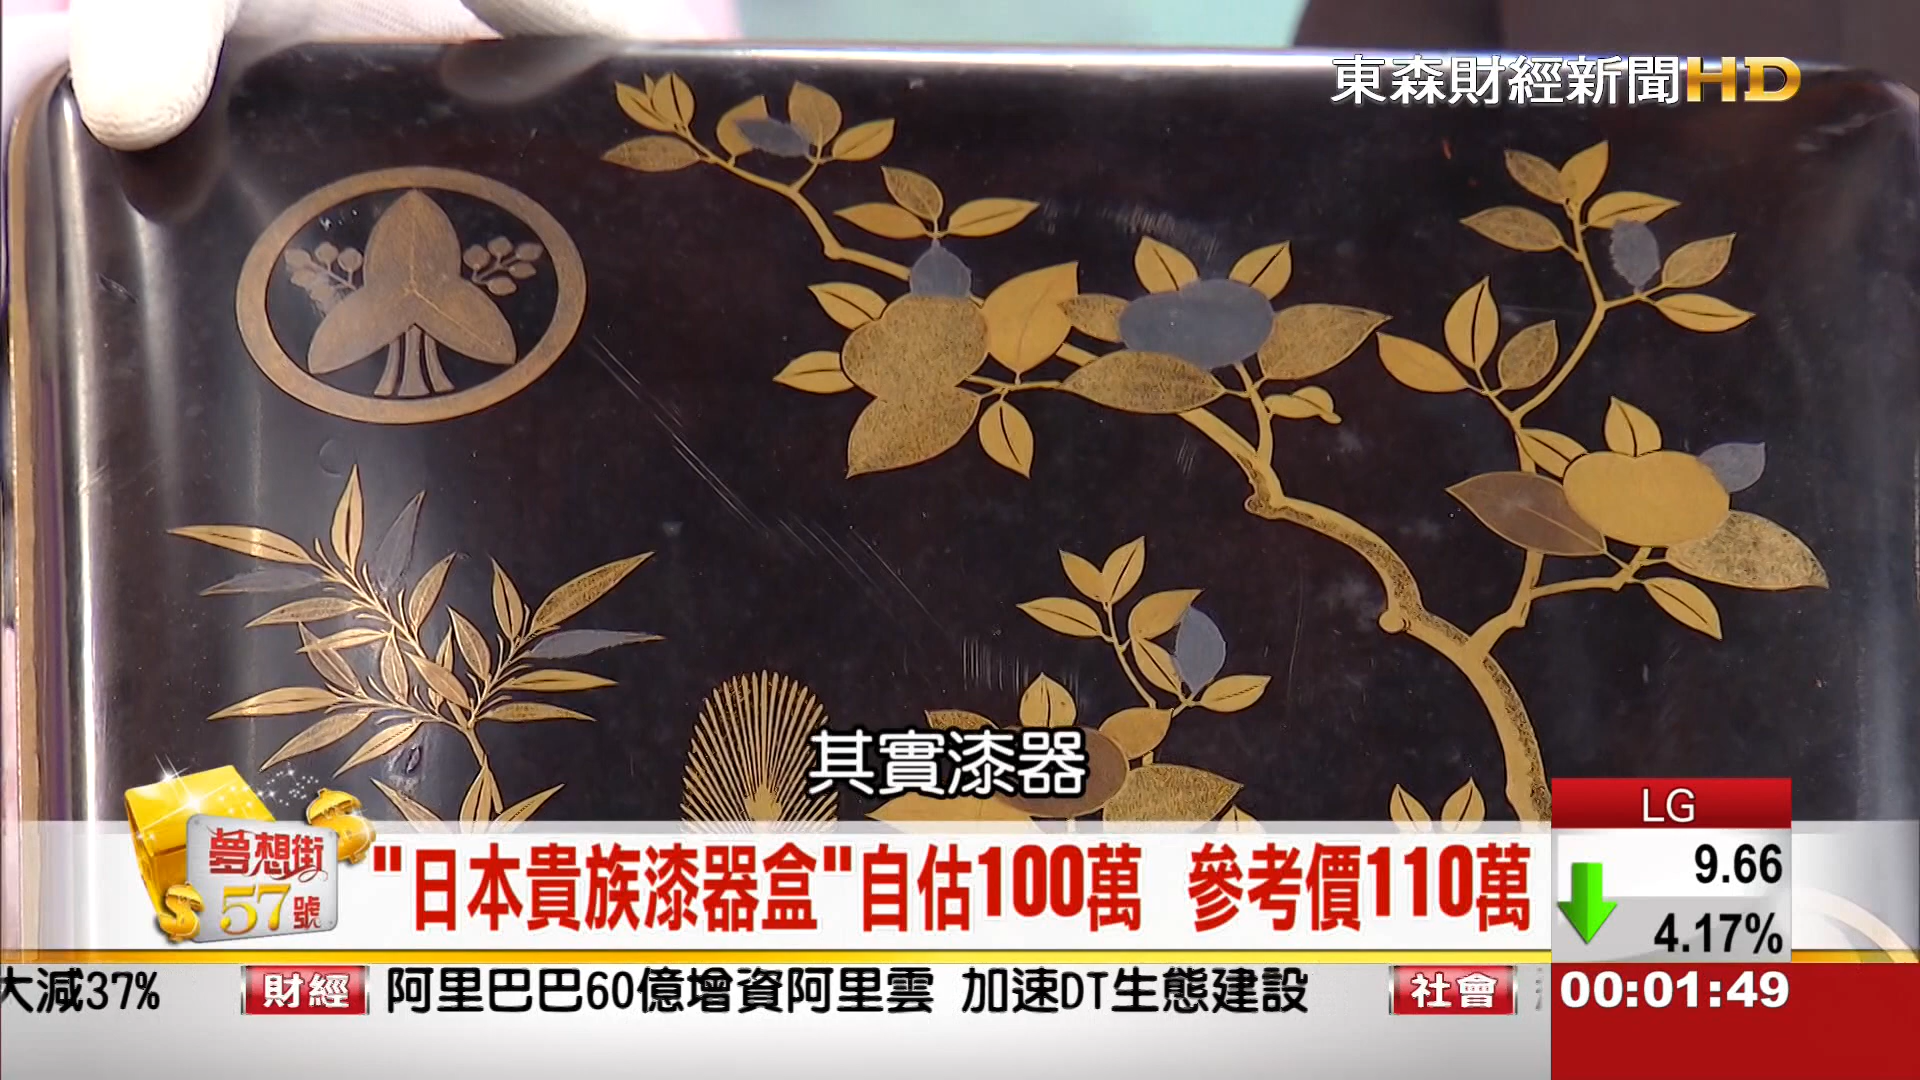 東森財經新聞HD
其實漆器
夢想街
57號
"日本貴族漆器盒"自估100萬 參考價110萬
LG
9.66
4.17%
大減37% 財經 阿里巴巴60億增資阿里雲 加速DT生態建設 社會
00:01:49